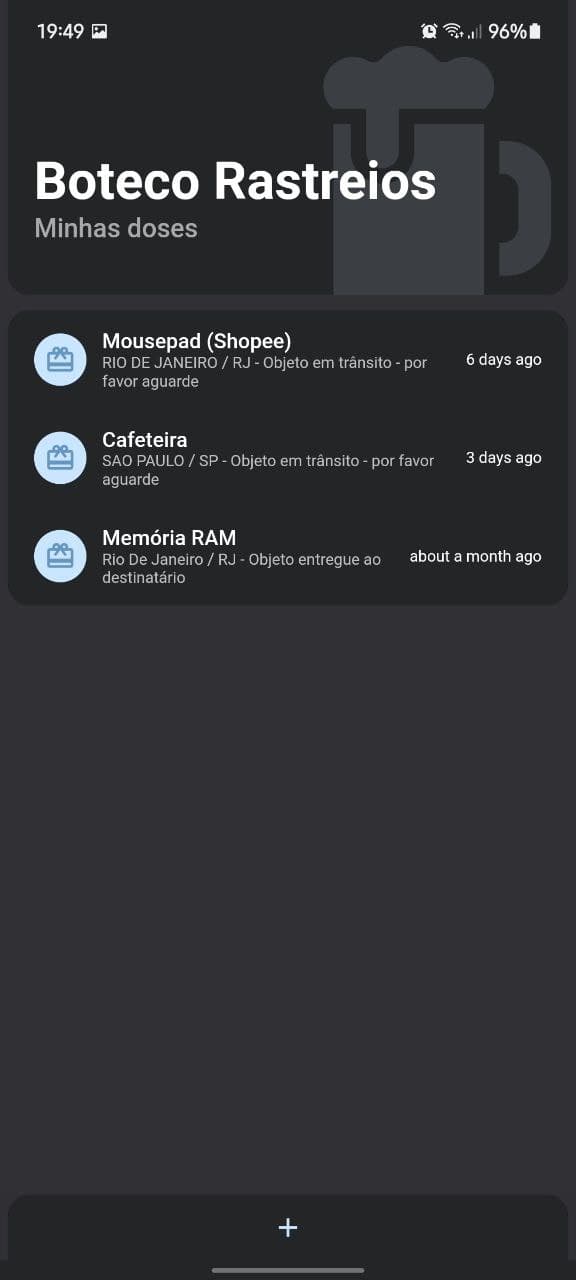 19:49
96%
Boteco Rastreios
Minhas doses
Mousepad (Shopee)
RIO DE JANEIRO / RJ - Objeto em trânsito - por
favor aguarde
6 days ago
Cafeteira
SAO PAULO / SP - Objeto em trânsito - por favor
aguarde
3 days ago
Memória RAM
Rio De Janeiro / RJ - Objeto entregue ao
destinatário
about a month ago
+